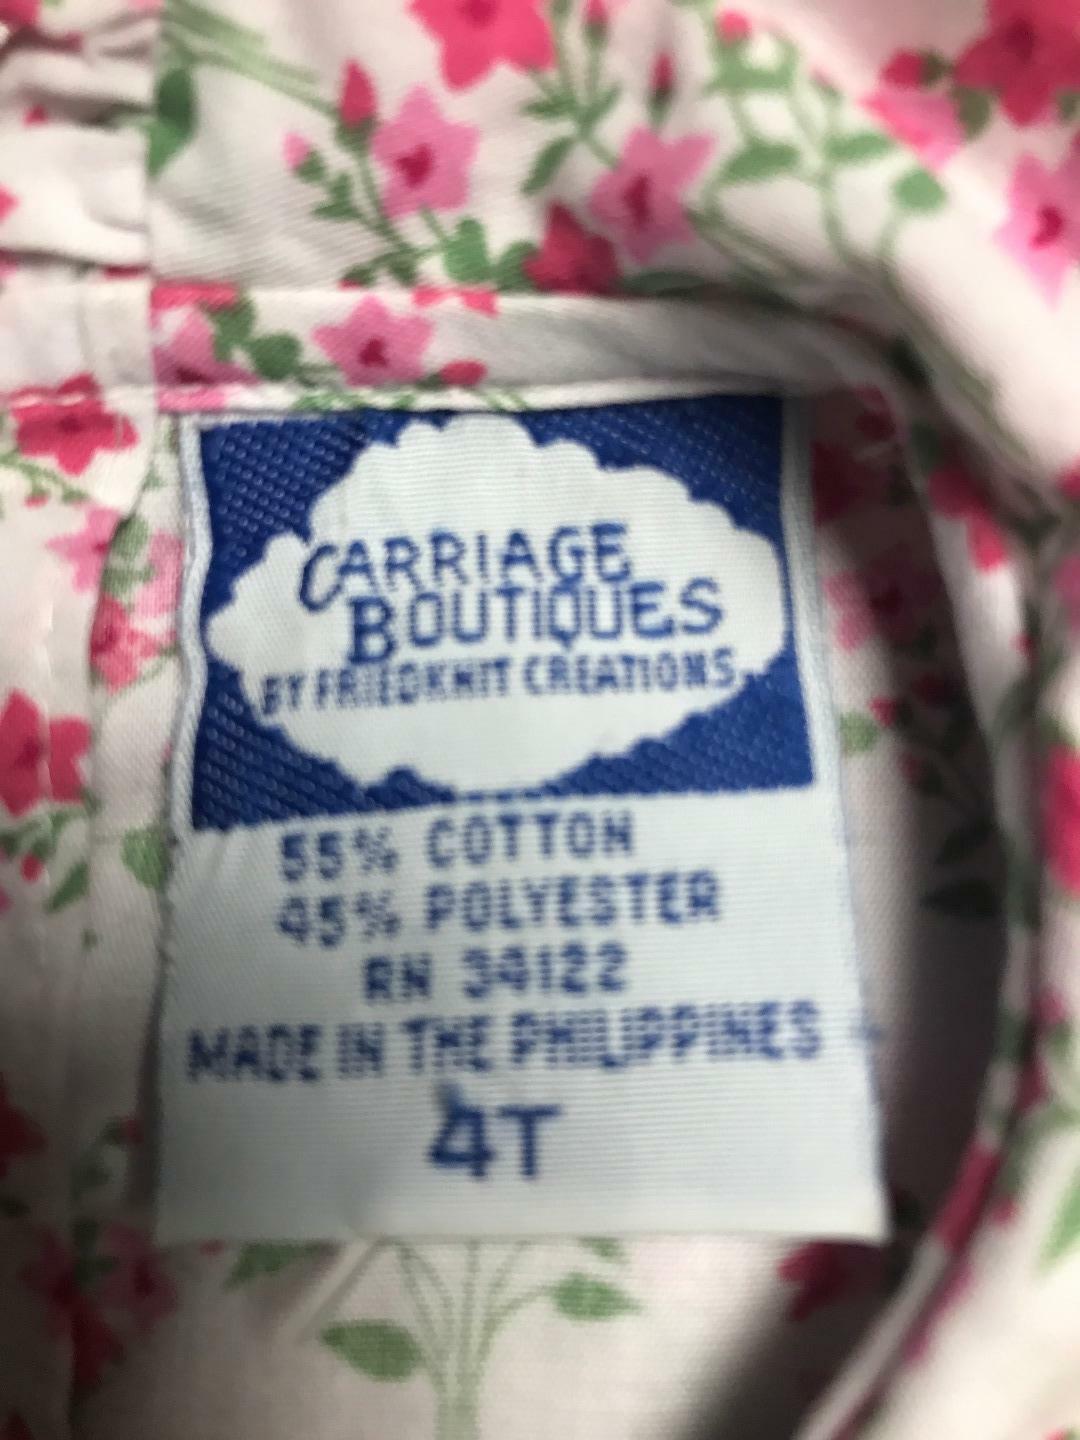 CARRIAGE
BOUTIQUES
BY FRIEDKNIT CREATIONS
55% COTTON
45% POLYESTER
RN 34122
MADE IN THE PHILIPPINES
4T